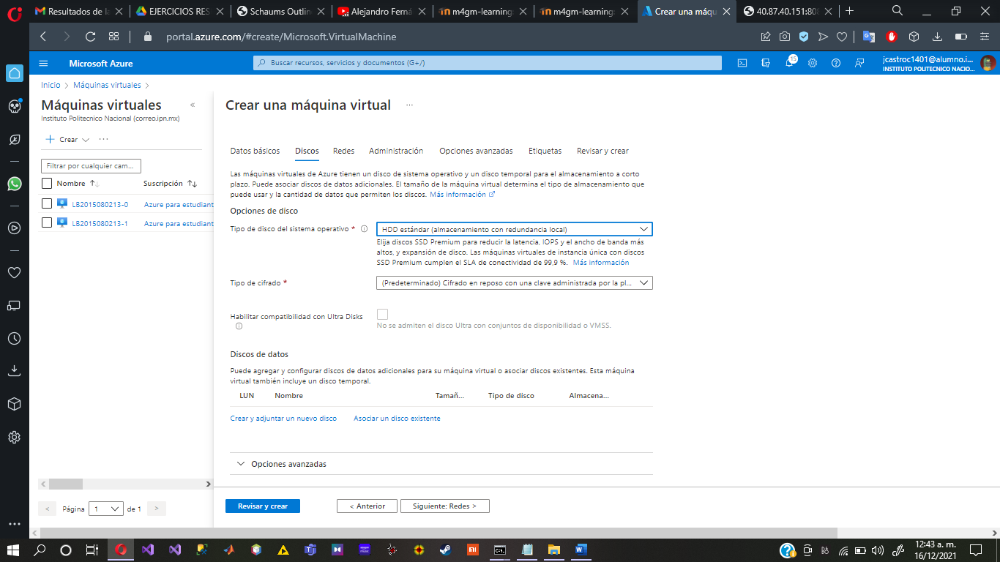 Resultados de la
EJERCICIOS RES
Schaums Outlin
Alejandro Ferná
m4gm-learning
m4gm-learning
Crear una máqu
40.87.40.151:808
portal.azure.com/#create/Microsoft.VirtualMachine
Microsoft Azure
Buscar recursos, servicios y documentos (G+/)
15
jcastroc1401@alumno.i...
INSTITUTO POLITECNICO NACIO...
Inicio > Máquinas virtuales >
Máquinas virtuales
«
Instituto Politecnico Nacional (correo.ipn.mx)
+ Crear ...
Filtrar por cualquier cam...
Nombre ↑↓ Suscripción ↑↓
LB2015080213-0 Azure para estudiant
LB2015080213-1 Azure para estudiant
< Página 1 de 1 >
Crear una máquina virtual ...
Datos básicos Discos Redes Administración Opciones avanzadas Etiquetas Revisar y crear
Las máquinas virtuales de Azure tienen un disco de sistema operativo y un disco temporal para el almacenamiento a corto
plazo. Puede asociar discos de datos adicionales. El tamaño de la máquina virtual determina el tipo de almacenamiento que
puede usar y la cantidad de datos que permiten los discos. Más información
Opciones de disco
Tipo de disco del sistema operativo *
HDD estándar (almacenamiento con redundancia local)
Elija discos SSD Premium para reducir la latencia, IOPS y el ancho de banda más
altos, y expansión de disco. Las máquinas virtuales de instancia única con discos
SSD Premium cumplen el SLA de conectividad de 99,9 %. Más información
Tipo de cifrado *
(Predeterminado) Cifrado en reposo con una clave administrada por la pl...
Habilitar compatibilidad con Ultra Disks
No se admiten el disco Ultra con conjuntos de disponibilidad o VMSS.
Discos de datos
Puede agregar y configurar discos de datos adicionales para su máquina virtual o asociar discos existentes. Esta máquina
virtual también incluye un disco temporal.
LUN Nombre Tamañ... Tipo de disco Almacena...
Crear y adjuntar un nuevo disco Asociar un disco existente
Opciones avanzadas
Revisar y crear < Anterior Siguiente: Redes >
12:43 a. m.
16/12/2021